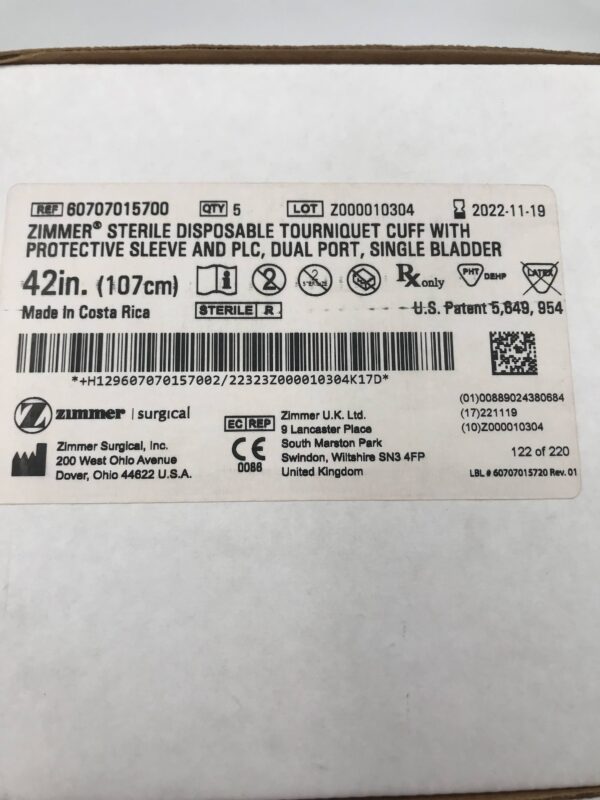 REF 60707015700 QTY 5 LOT Z000010304 2022-11-19
ZIMMER® STERILE DISPOSABLE TOURNIQUET CUFF WITH
PROTECTIVE SLEEVE AND PLC, DUAL PORT, SINGLE BLADDER
42in. (107cm) i 2 2 STERILIZE Rx only PHT DEHP LATEX
Made In Costa Rica STERILE R U.S. Patent 5,649, 954
*+H129607070157002/22323Z000010304K17D*
Z zimmer | surgical
Zimmer Surgical, Inc.
200 West Ohio Avenue
Dover, Ohio 44622 U.S.A.
EC REP
CE
0086
Zimmer U.K. Ltd.
9 Lancaster Place
South Marston Park
Swindon, Wiltshire SN3 4FP
United Kingdom
(01)00889024380684
(17)221119
(10)Z000010304
122 of 220
LBL # 60707015720 Rev. 01